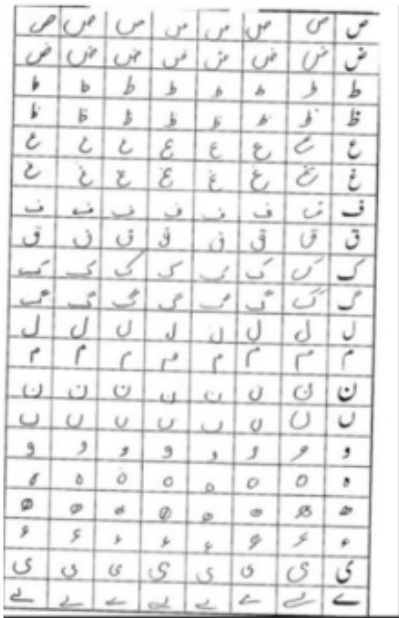 ص ص ص ص ص ص ص ص
ض ض ض ض ض ض ض ض
ط ط ط ط ط ط ط ط
ظ ظ ظ ظ ظ ظ ظ ظ
ع ع ع ع ع ع ع ع
غ غ غ غ غ غ غ غ
ف ف ف ف ف ف ف ف
ق ق ق ق ق ق ق ق
ک ک ک ک ک ک ک ک
گ گ گ گ گ گ گ گ
ل ل ل ل ل ل ل ل
م م م م م م م م
ن ن ن ن ن ن ن ن
ں ں ں ں ں ں ں ں
و و و و و و و و
ہ ہ ہ ہ ہ ہ ہ ہ
ھ ھ ھ ھ ھ ھ ھ ھ
ء ء ء ء ء ء ء ء
ی ی ی ی ی ی ی ی
ے ے ے ے ے ے ے ے